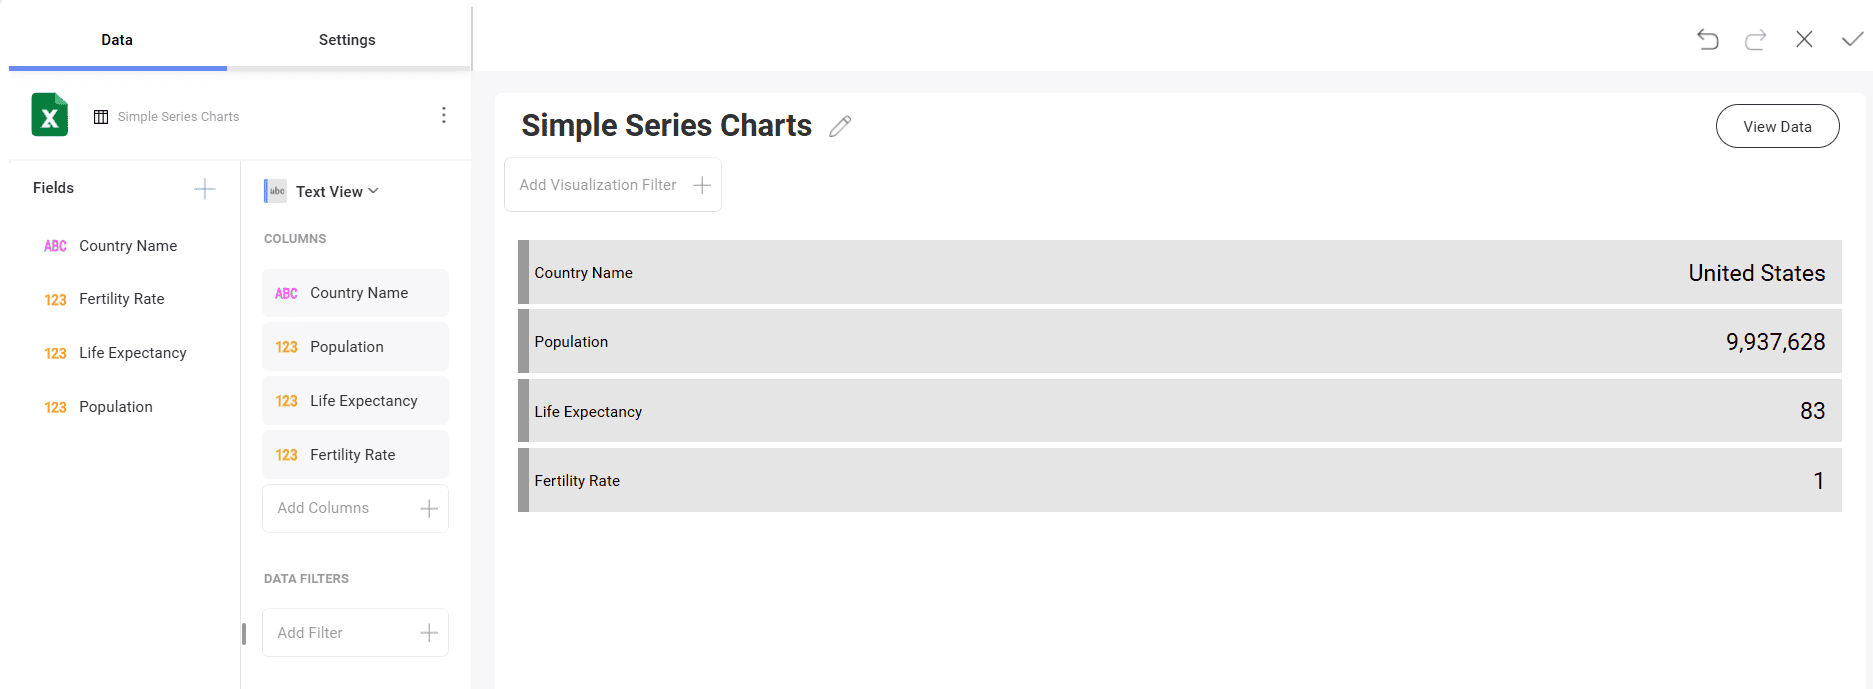 Data
Settings
X
Simple Series Charts
Fields
ABC Country Name
123 Fertility Rate
123 Life Expectancy
123 Population
abc Text View
COLUMNS
ABC Country Name
123 Population
123 Life Expectancy
123 Fertility Rate
Add Columns
DATA FILTERS
Add Filter
Simple Series Charts
View Data
Add Visualization Filter
Country Name United States
Population 9,937,628
Life Expectancy 83
Fertility Rate 1